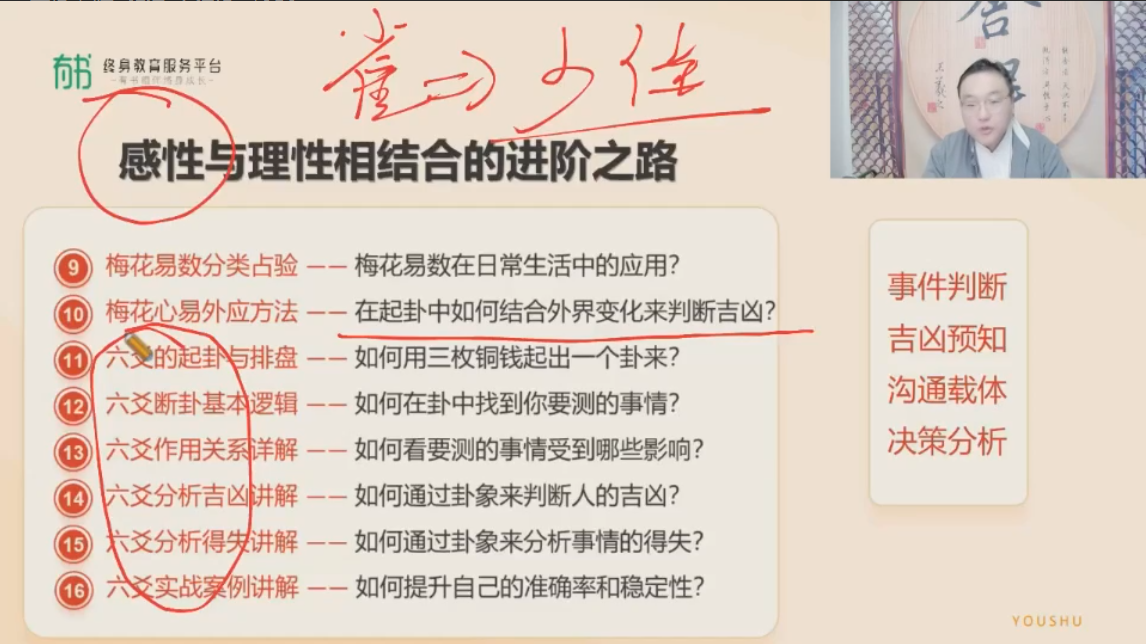 有书 终身教育服务平台
—有书陪伴终身成长—
雀 少佳
感性与理性相结合的进阶之路
9 梅花易数分类占验 —— 梅花易数在日常生活中的应用？
10 梅花心易外应方法 —— 在起卦中如何结合外界变化来判断吉凶？
11 六爻的起卦与排盘 —— 如何用三枚铜钱起出一个卦来？
12 六爻断卦基本逻辑 —— 如何在卦中找到你要测的事情？
13 六爻作用关系详解 —— 如何看要测的事情受到哪些影响？
14 六爻分析吉凶讲解 —— 如何通过卦象来判断人的吉凶？
15 六爻分析得失讲解 —— 如何通过卦象来分析事情的得失？
16 六爻实战案例讲解 —— 如何提升自己的准确率和稳定性？
事件判断
吉凶预知
沟通载体
决策分析
YOUSHU